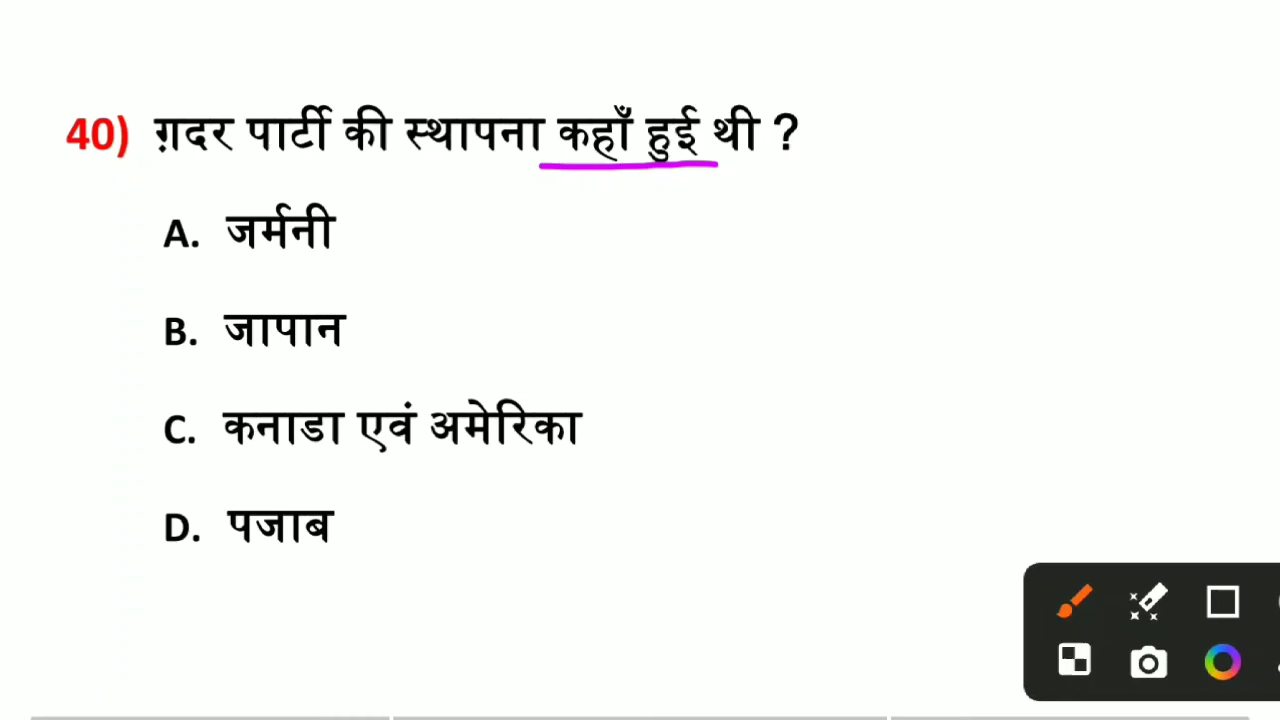 40) ग़दर पार्टी की स्थापना कहाँ हुई थी ?
A. जर्मनी
B. जापान
C. कनाडा एवं अमेरिका
D. पजाब